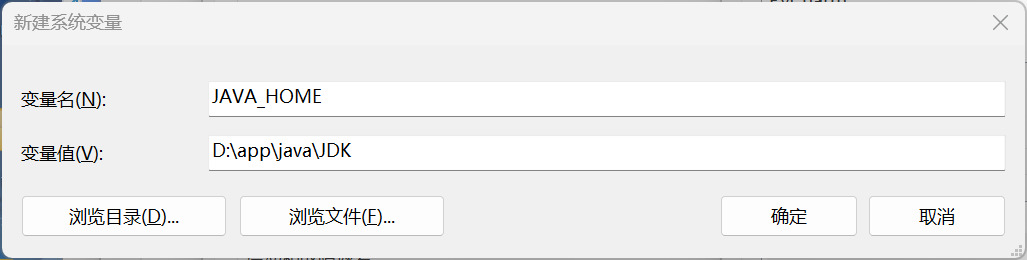 新建系统变量
变量名(N):
JAVA_HOME
变量值(V):
D:\app\java\JDK
浏览目录(D)...
浏览文件(F)...
确定
取消